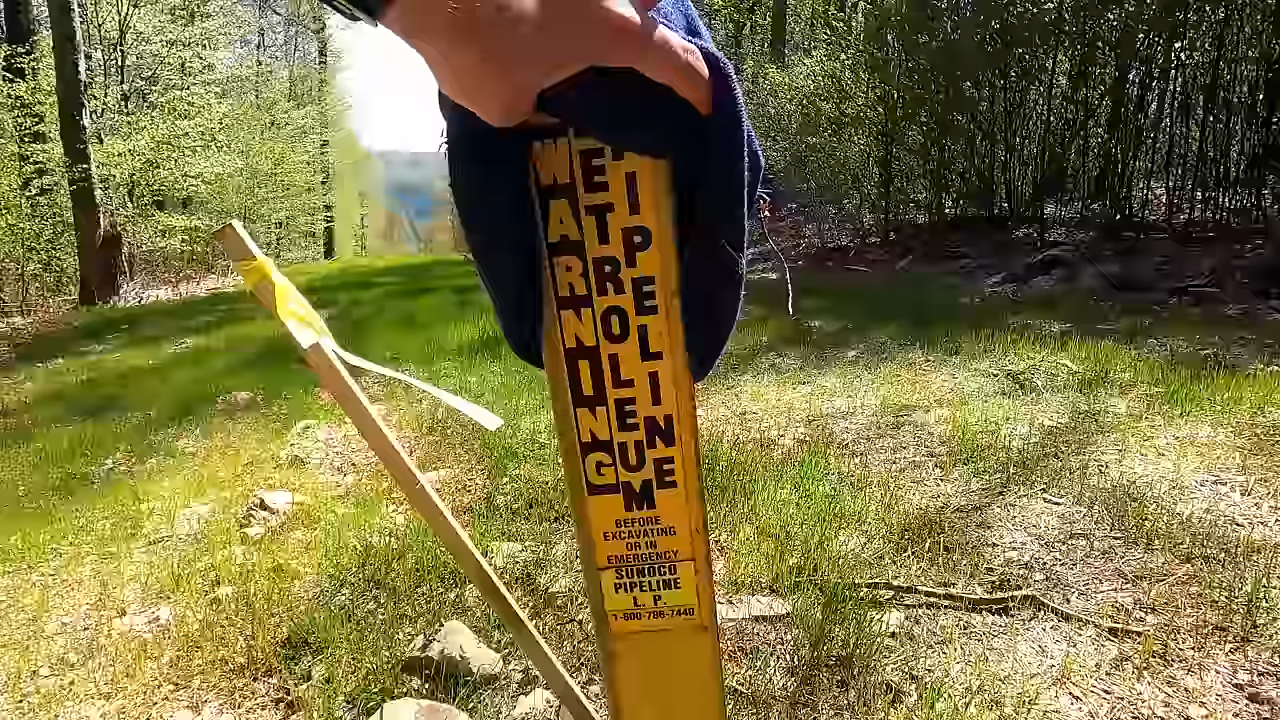 WARNING
PETROLEUM
PIPELINE
BEFORE
EXCAVATING
OR IN
EMERGENCY
SUNOCO
PIPELINE
L. P.
1-800-786-7440